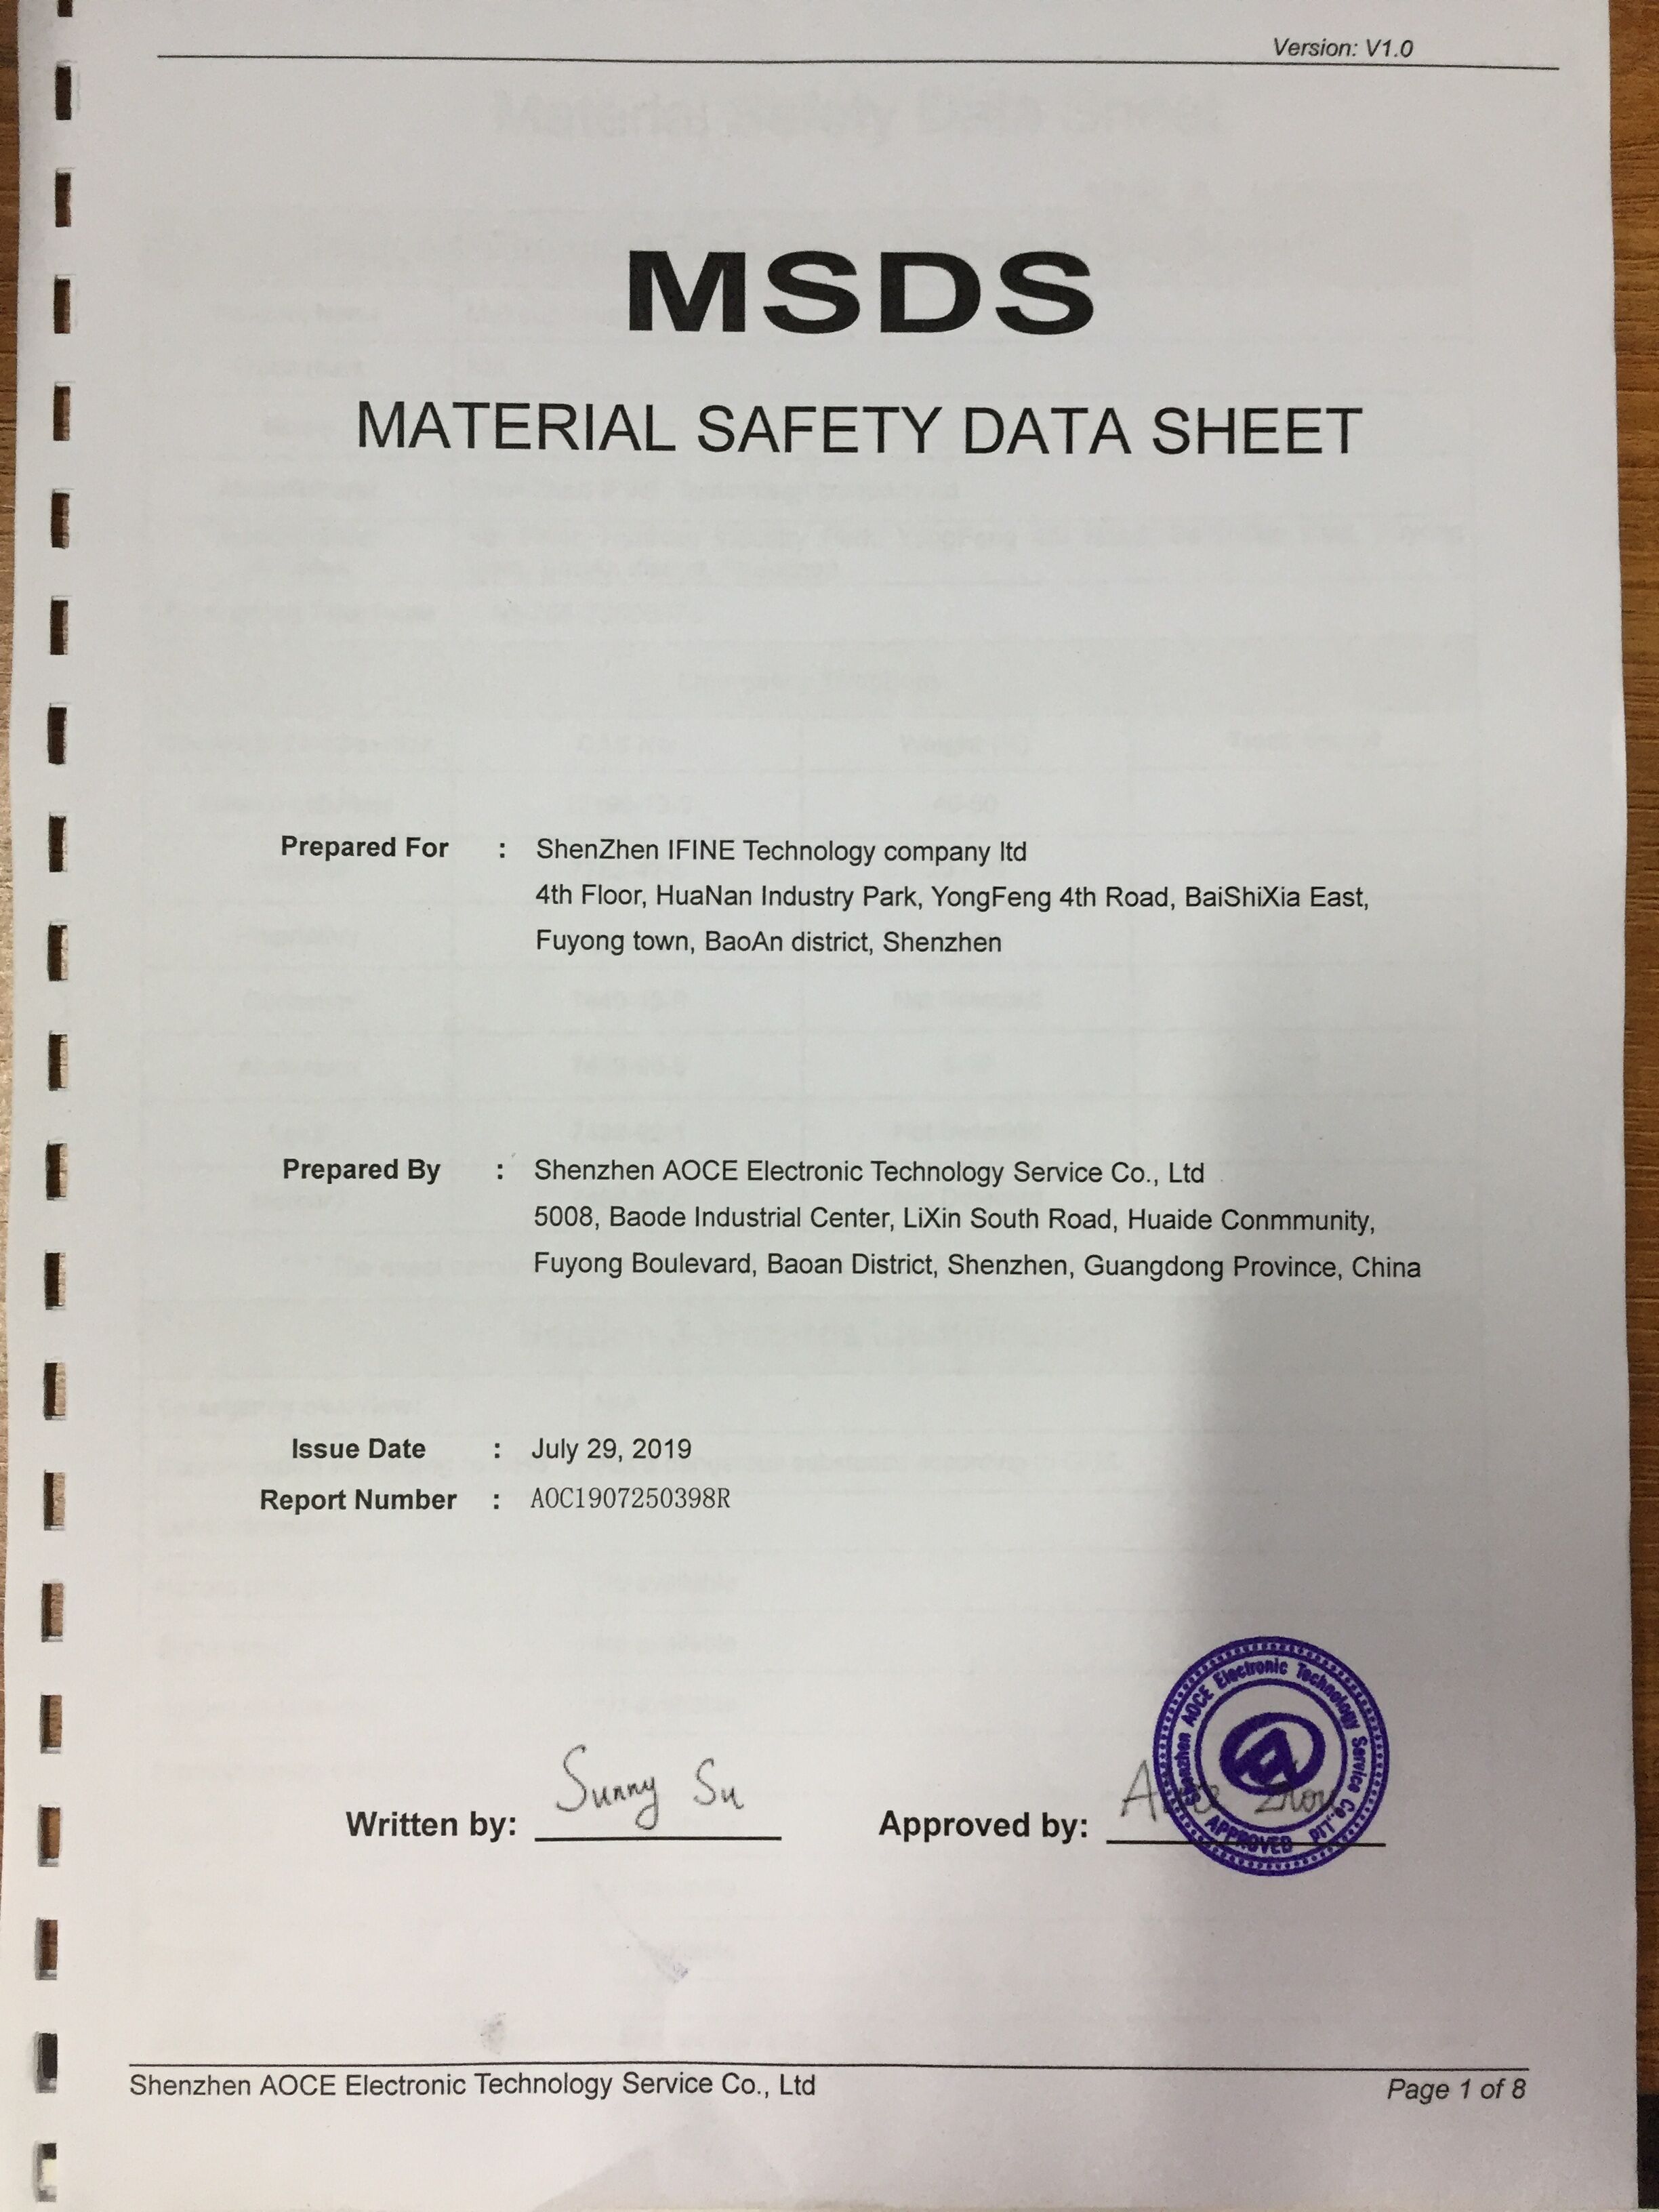 Version: V1.0
MSDS
MATERIAL SAFETY DATA SHEET
Prepared For : ShenZhen IFINE Technology company ltd
4th Floor, HuaNan Industry Park, YongFeng 4th Road, BaiShiXia East,
Fuyong town, BaoAn district, Shenzhen
Prepared By : Shenzhen AOCE Electronic Technology Service Co., Ltd
5008, Baode Industrial Center, LiXin South Road, Huaide Conmmunity,
Fuyong Boulevard, Baoan District, Shenzhen, Guangdong Province, China
Issue Date : July 29, 2019
Report Number : AOC1907250398R
Shenzhen AOCE Electronic Technology Service Co., Ltd
APPROVED
Written by: Sunny Su
Approved by: Zhou
Shenzhen AOCE Electronic Technology Service Co., Ltd
Page 1 of 8